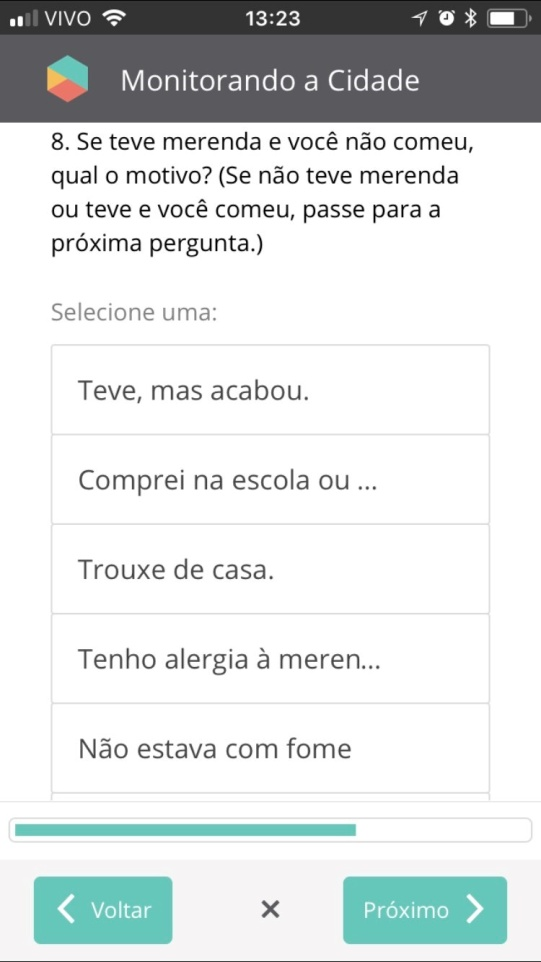 VIVO 13:23
Monitorando a Cidade
8. Se teve merenda e você não comeu,
qual o motivo? (Se não teve merenda
ou teve e você comeu, passe para a
próxima pergunta.)
Selecione uma:
Teve, mas acabou.
Comprei na escola ou ...
Trouxe de casa.
Tenho alergia à meren...
Não estava com fome
Voltar × Próximo